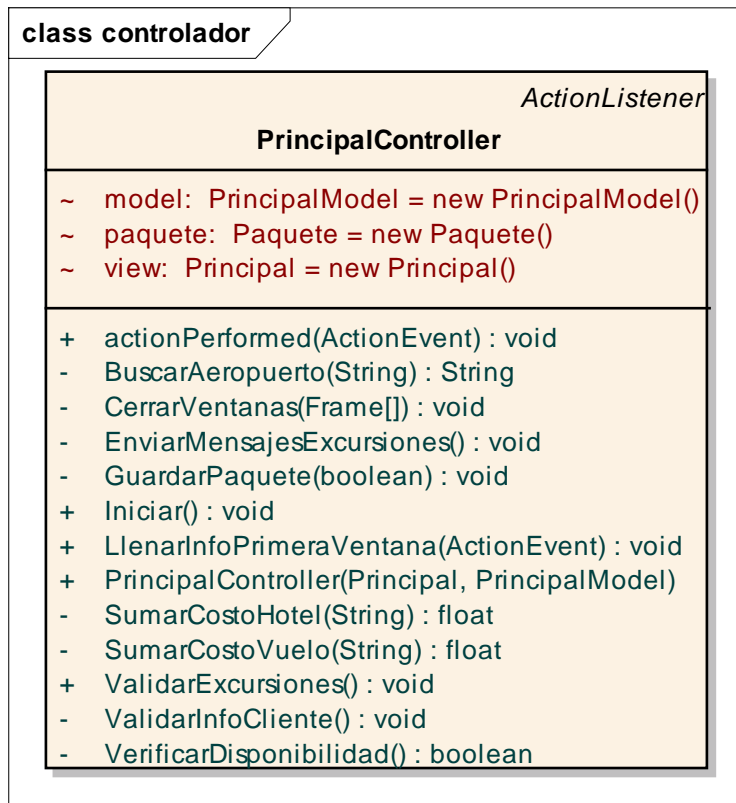 class controlador
ActionListener
PrincipalController
~ model: PrincipalModel = new PrincipalModel()
~ paquete: Paquete = new Paquete()
~ view: Principal = new Principal()
+ actionPerformed(ActionEvent) : void
- BuscarAeropuerto(String) : String
- CerrarVentanas(Frame[]) : void
- EnviarMensajesExcursiones() : void
- GuardarPaquete(boolean) : void
+ Iniciar() : void
+ LlenarInfoPrimeraVentana(ActionEvent) : void
+ PrincipalController(Principal, PrincipalModel)
- SumarCostoHotel(String) : float
- SumarCostoVuelo(String) : float
+ ValidarExcursiones() : void
- ValidarInfoCliente() : void
- VerificarDisponibilidad() : boolean